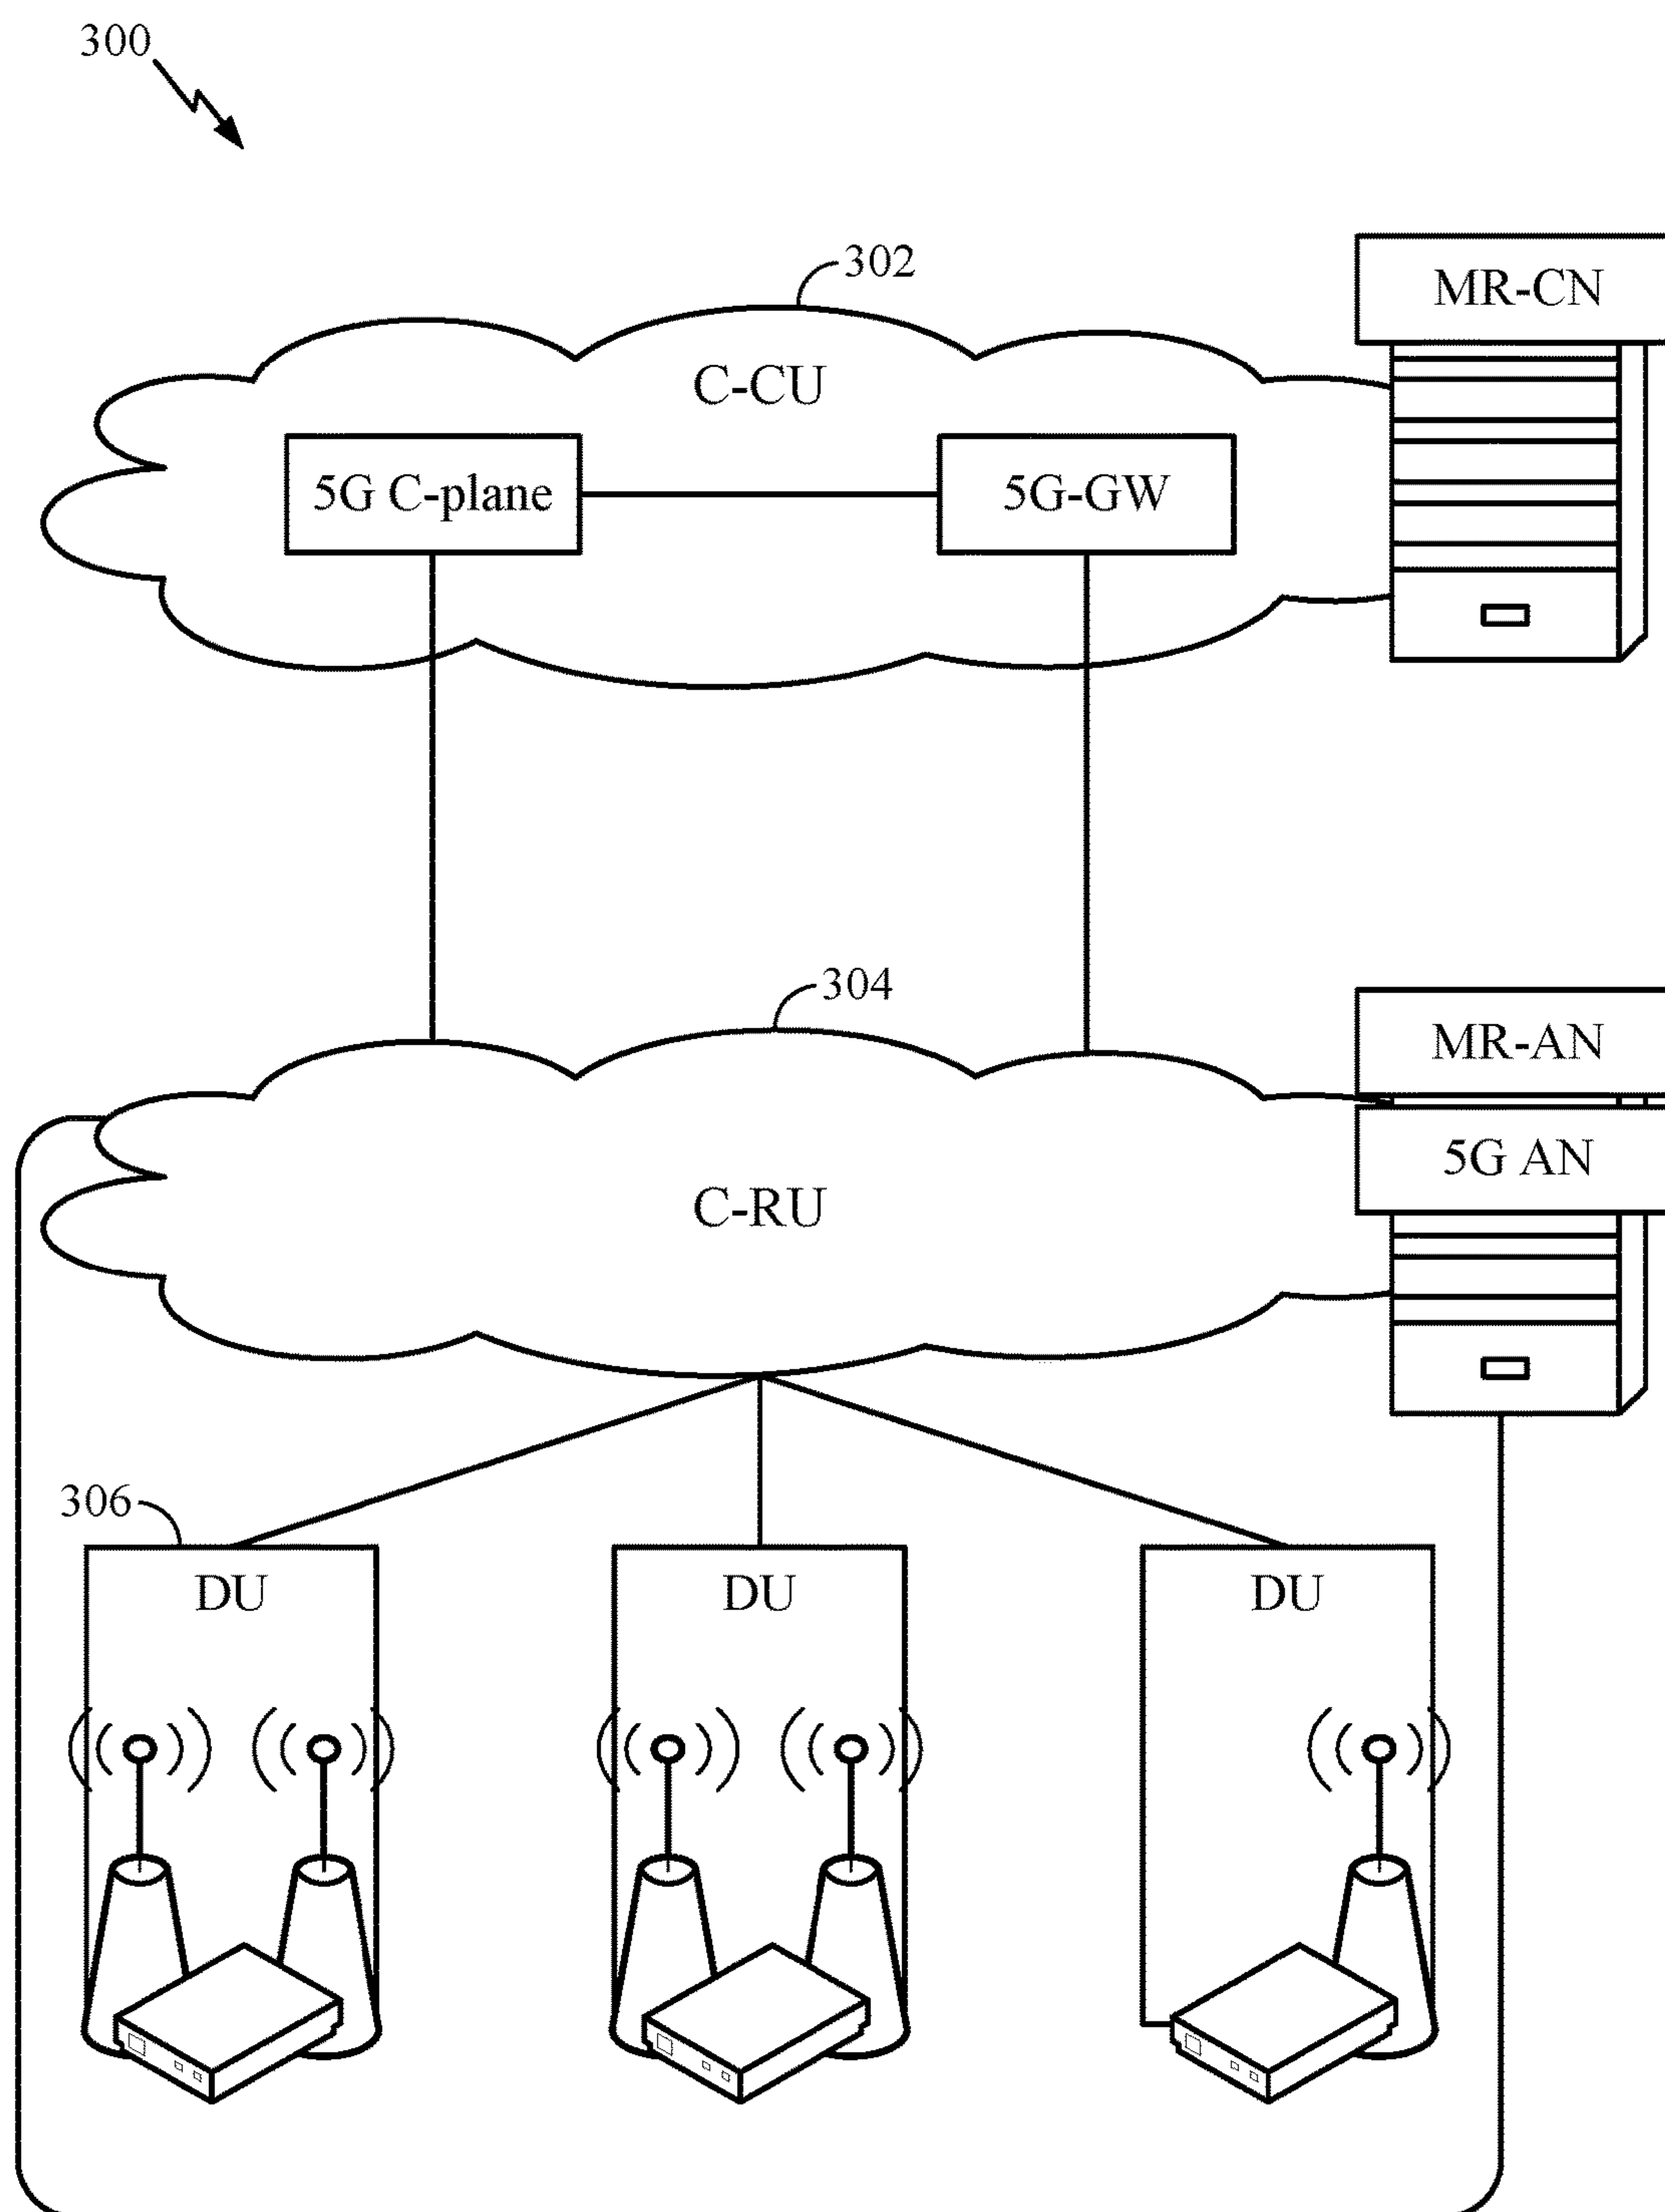 300
302
MR-CN
C-CU
5G C-plane
5G-GW
304
MR-AN
5G AN
C-RU
306
DU
DU
DU